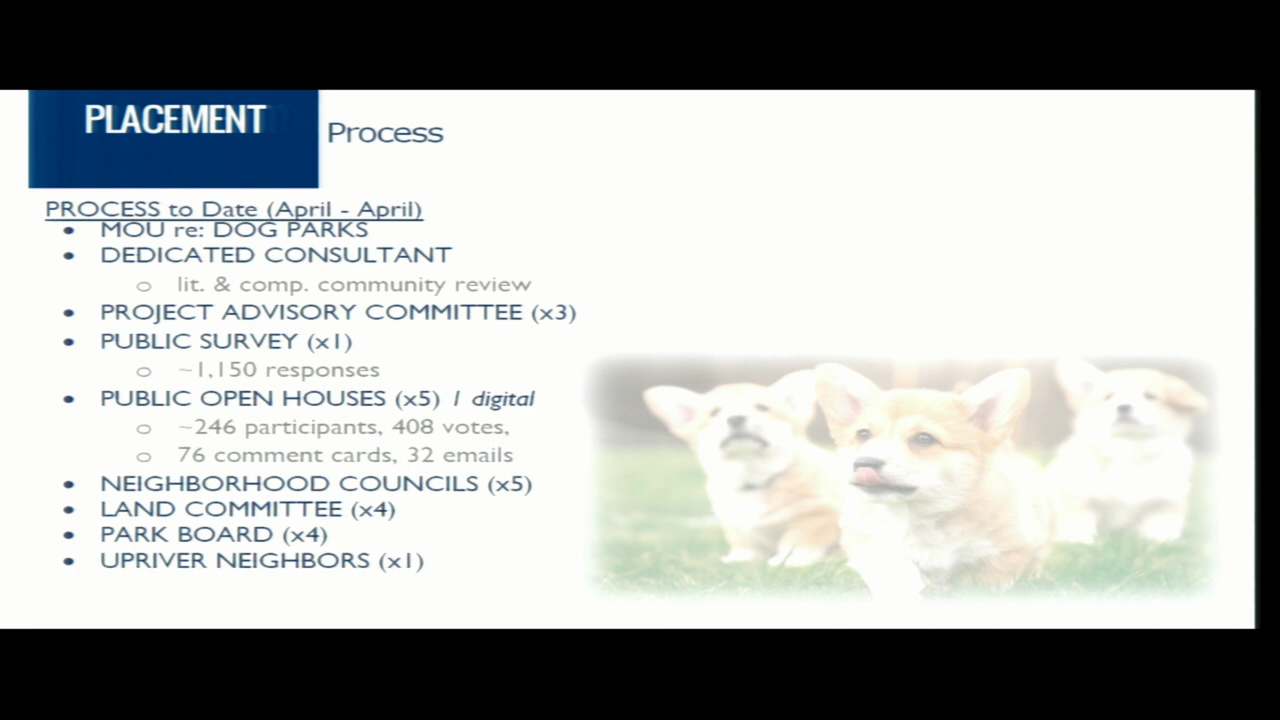 PLACEMENT
Process
PROCESS to Date (April - April)
• MOU re: DOG PARKS
• DEDICATED CONSULTANT
o lit. & comp. community review
• PROJECT ADVISORY COMMITTEE (x3)
• PUBLIC SURVEY (x1)
o ~1,150 responses
• PUBLIC OPEN HOUSES (x5) / digital
o ~246 participants, 408 votes,
o 76 comment cards, 32 emails
• NEIGHBORHOOD COUNCILS (x5)
• LAND COMMITTEE (x4)
• PARK BOARD (x4)
• UPRIVER NEIGHBORS (x1)